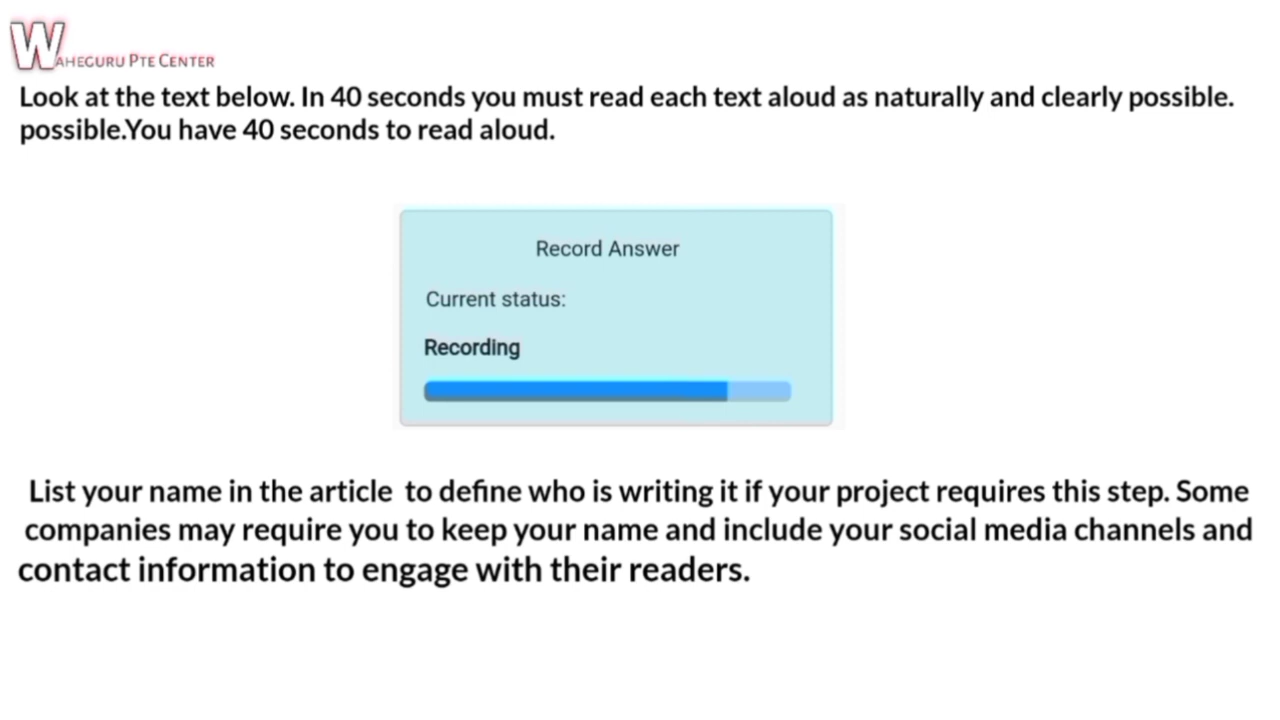 WAHEGURU PTE CENTER
Look at the text below. In 40 seconds you must read each text aloud as naturally and clearly possible.
possible.You have 40 seconds to read aloud.
Record Answer
Current status:
Recording
List your name in the article to define who is writing it if your project requires this step. Some
companies may require you to keep your name and include your social media channels and
contact information to engage with their readers.